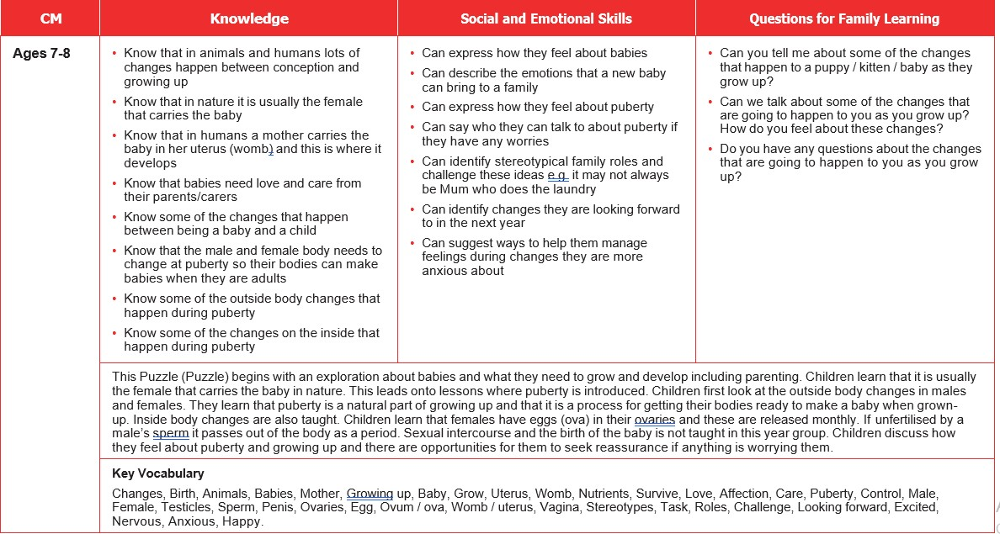 CM
Knowledge
Social and Emotional Skills
Questions for Family Learning
Ages 7-8
• Know that in animals and humans lots of
changes happen between conception and
growing up
• Know that in nature it is usually the female
that carries the baby
• Know that in humans a mother carries the
baby in her uterus (womb) and this is where it
develops
• Know that babies need love and care from
their parents/carers
• Know some of the changes that happen
between being a baby and a child
• Know that the male and female body needs to
change at puberty so their bodies can make
babies when they are adults
• Know some of the outside body changes that
happen during puberty
• Know some of the changes on the inside that
happen during puberty
• Can express how they feel about babies
• Can describe the emotions that a new baby
can bring to a family
• Can express how they feel about puberty
• Can say who they can talk to about puberty if
they have any worries
• Can identify stereotypical family roles and
challenge these ideas e.g. it may not always
be Mum who does the laundry
• Can identify changes they are looking forward
to in the next year
• Can suggest ways to help them manage
feelings during changes they are more
anxious about
• Can you tell me about some of the changes
that happen to a puppy / kitten / baby as they
grow up?
• Can we talk about some of the changes that
are going to happen to you as you grow up?
How do you feel about these changes?
• Do you have any questions about the changes
that are going to happen to you as you grow
up?
This Puzzle (Puzzle) begins with an exploration about babies and what they need to grow and develop including parenting. Children learn that it is usually
the female that carries the baby in nature. This leads onto lessons where puberty is introduced. Children first look at the outside body changes in males
and females. They learn that puberty is a natural part of growing up and that it is a process for getting their bodies ready to make a baby when grown-
up. Inside body changes are also taught. Children learn that females have eggs (ova) in their ovaries and these are released monthly. If unfertilised by a
male's sperm it passes out of the body as a period. Sexual intercourse and the birth of the baby is not taught in this year group. Children discuss how
they feel about puberty and growing up and there are opportunities for them to seek reassurance if anything is worrying them.
Key Vocabulary
Changes, Birth, Animals, Babies, Mother, Growing up, Baby, Grow, Uterus, Womb, Nutrients, Survive, Love, Affection, Care, Puberty, Control, Male,
Female, Testicles, Sperm, Penis, Ovaries, Egg, Ovum / ova, Womb / uterus, Vagina, Stereotypes, Task, Roles, Challenge, Looking forward, Excited,
Nervous, Anxious, Happy.